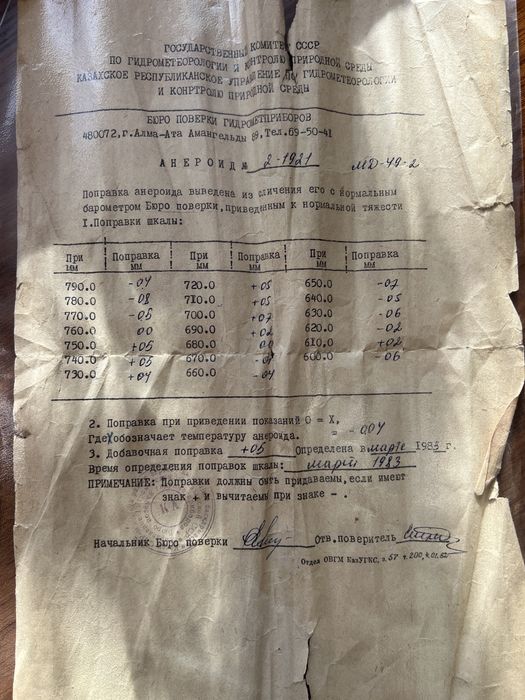 ГОСУДАРСТВЕННЫЙ КОМИТЕТ СССР
ПО ГИДРОМЕТЕОРОЛОГИИ И КОНТРОЛЮ ПРИРОДНОЙ СРЕДЫ
КАЗАХСКОЕ РЕСПУБЛИКАНСКОЕ УПРАВЛЕНИЕ ПО ГИДРОМЕТЕОРОЛОГИИ
И КОНРТРОЛЮ ПРИРОДНОЙ СРЕДЫ
БЮРО ПОВЕРКИ ГИДРОМЕТПРИБОРОВ
480072, г.Алма-Ата Амангельды 69, Тел.69-50-41
АНЕРОИД № 2-1921 МД-49-2
Поправка анероида выведена из сличения его с нормальным
барометром Бюро поверки, приведенным к нормальной тяжести
I. Поправки шкалы:
При мм Поправка мм При мм Поправка мм При мм Поправка мм
790.0 -04 720.0 +05 650.0 -07
780.0 -08 710.0 +05 640.0 -05
770.0 -05 700.0 +07 630.0 -06
760.0 00 690.0 +02 620.0 -02
750.0 +05 680.0 00 610.0 +02
740.0 +05 670.0 600.0 -06
730.0 +04 660.0 -04
2. Поправка при приведении показаний 0 = X,
Где X обозначает температуру анероида. = -004
3. Добавочная поправка +05 Определена в марте 1983 г.
Время определения поправок шкалы: март 1983
ПРИМЕЧАНИЕ: Поправки должны быть придаваемы, если имеют
знак + и вычитаемы при знаке - .
Начальник Бюро поверки Отв.поверитель
Отдел ОВГМ КазУГКС, з.57 т.200, 4.01.82